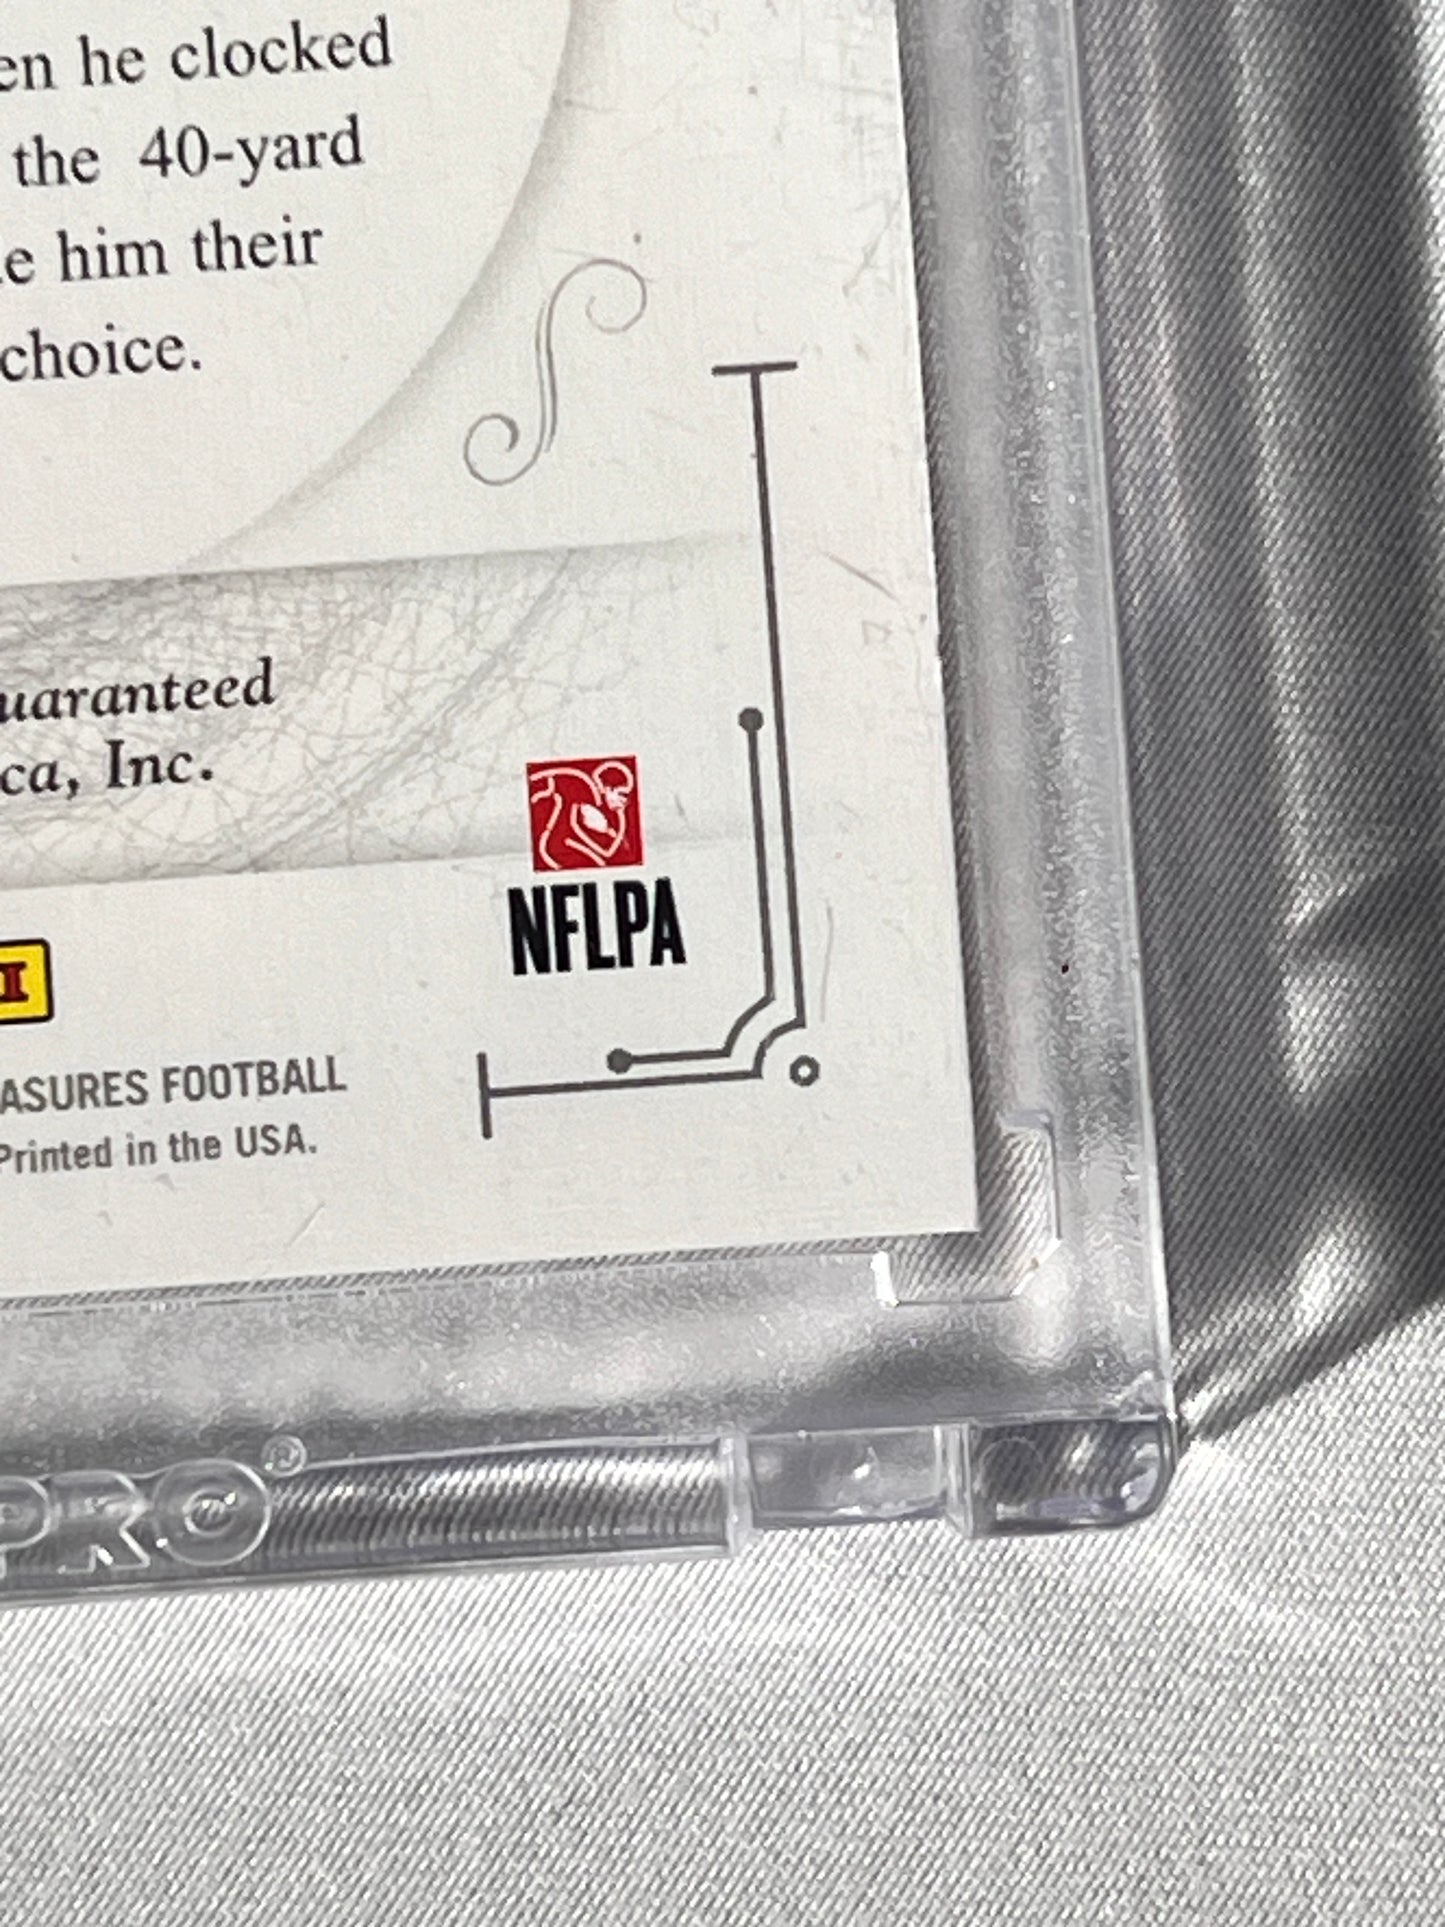 en he clocked
the 40-yard
e him their
choice.
uaranteed
ca, Inc.
NFLPA
I
ASURES FOOTBALL
Printed in the USA.
PRO®